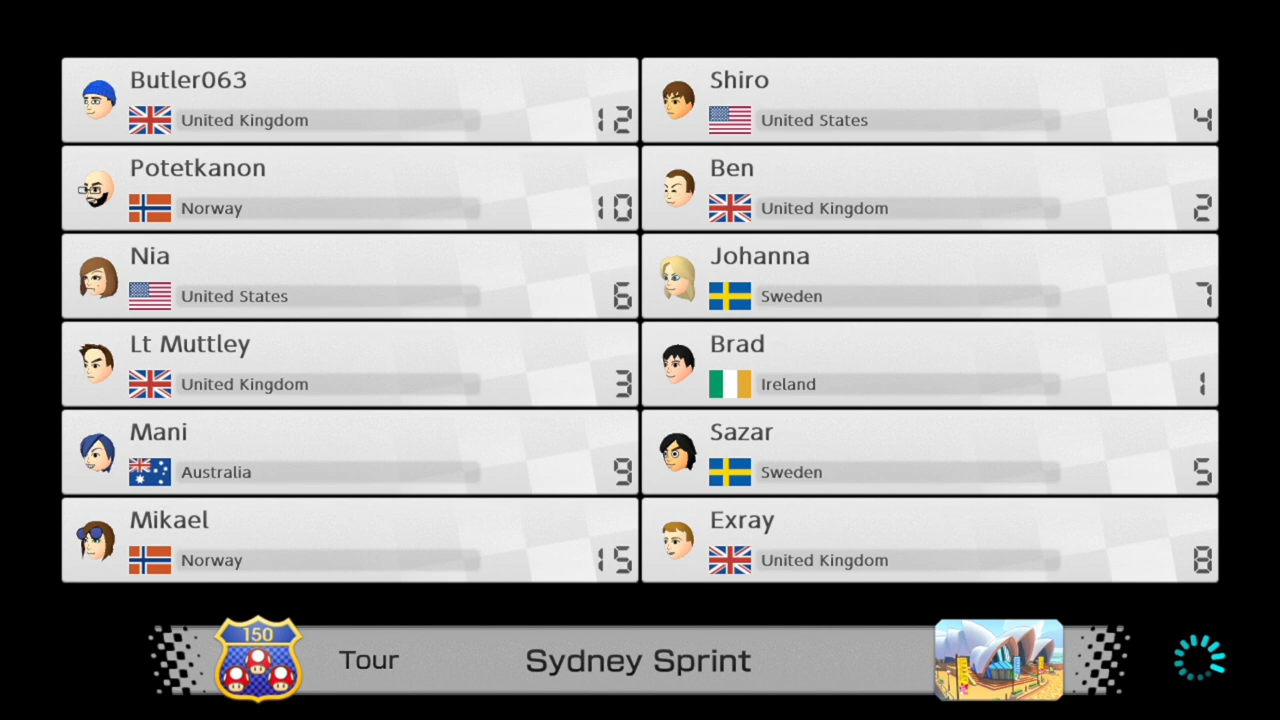 Butler063
United Kingdom
12
Shiro
United States
4
Potetkanon
Norway
10
Ben
United Kingdom
2
Nia
United States
6
Johanna
Sweden
7
Lt Muttley
United Kingdom
3
Brad
Ireland
1
Mani
Australia
9
Sazar
Sweden
5
Mikael
Norway
15
Exray
United Kingdom
8
150
Tour
Sydney Sprint